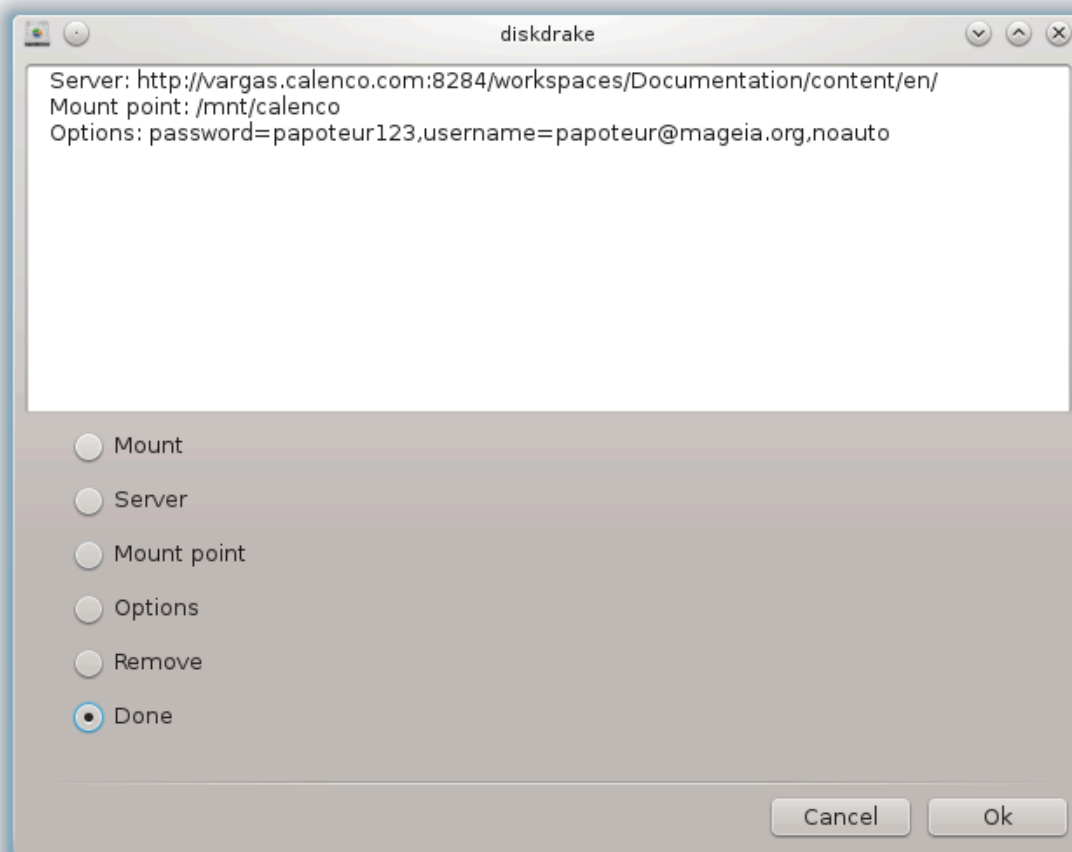 diskdrake
Server: http://vargas.calenco.com:8284/workspaces/Documentation/content/en/
Mount point: /mnt/calenco
Options: password=papoteur123,username=papoteur@mageia.org,noauto
Mount
Server
Mount point
Options
Remove
Done
Cancel Ok